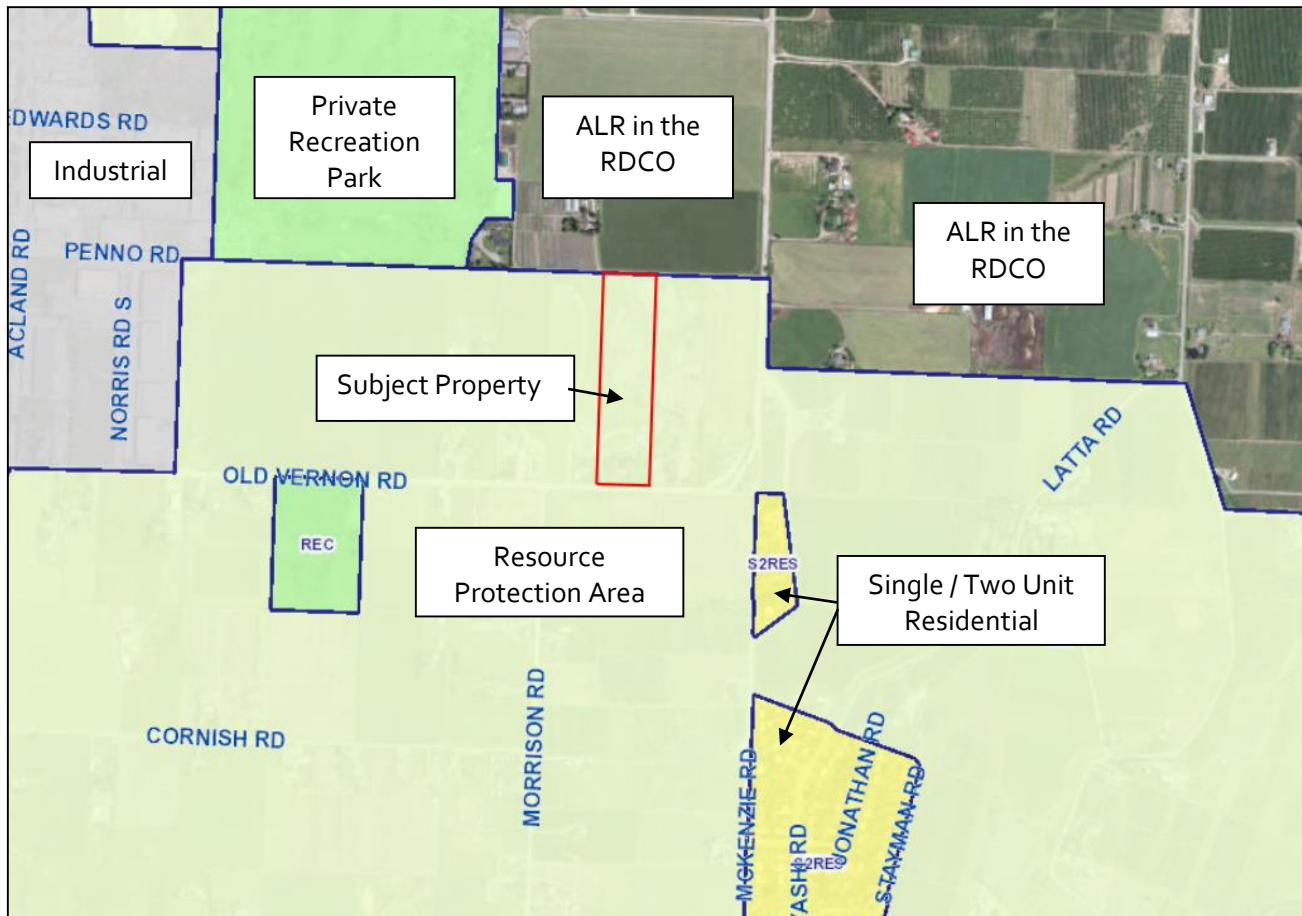 Private
Recreation
Park
ALR in the
RDCO
EDWARDS RD
Industrial
ALR in the
RDCO
PENNO RD
ACLAND RD
NORRIS RD S
Subject Property
LATTA RD
OLD VERNON RD
REC
Resource
Protection Area
S2RES
Single / Two Unit
Residential
MORRISON RD
CORNISH RD
MCKENZIE RD
JONATHAN RD
STAYMAN RD
YASHI RD
S2RES